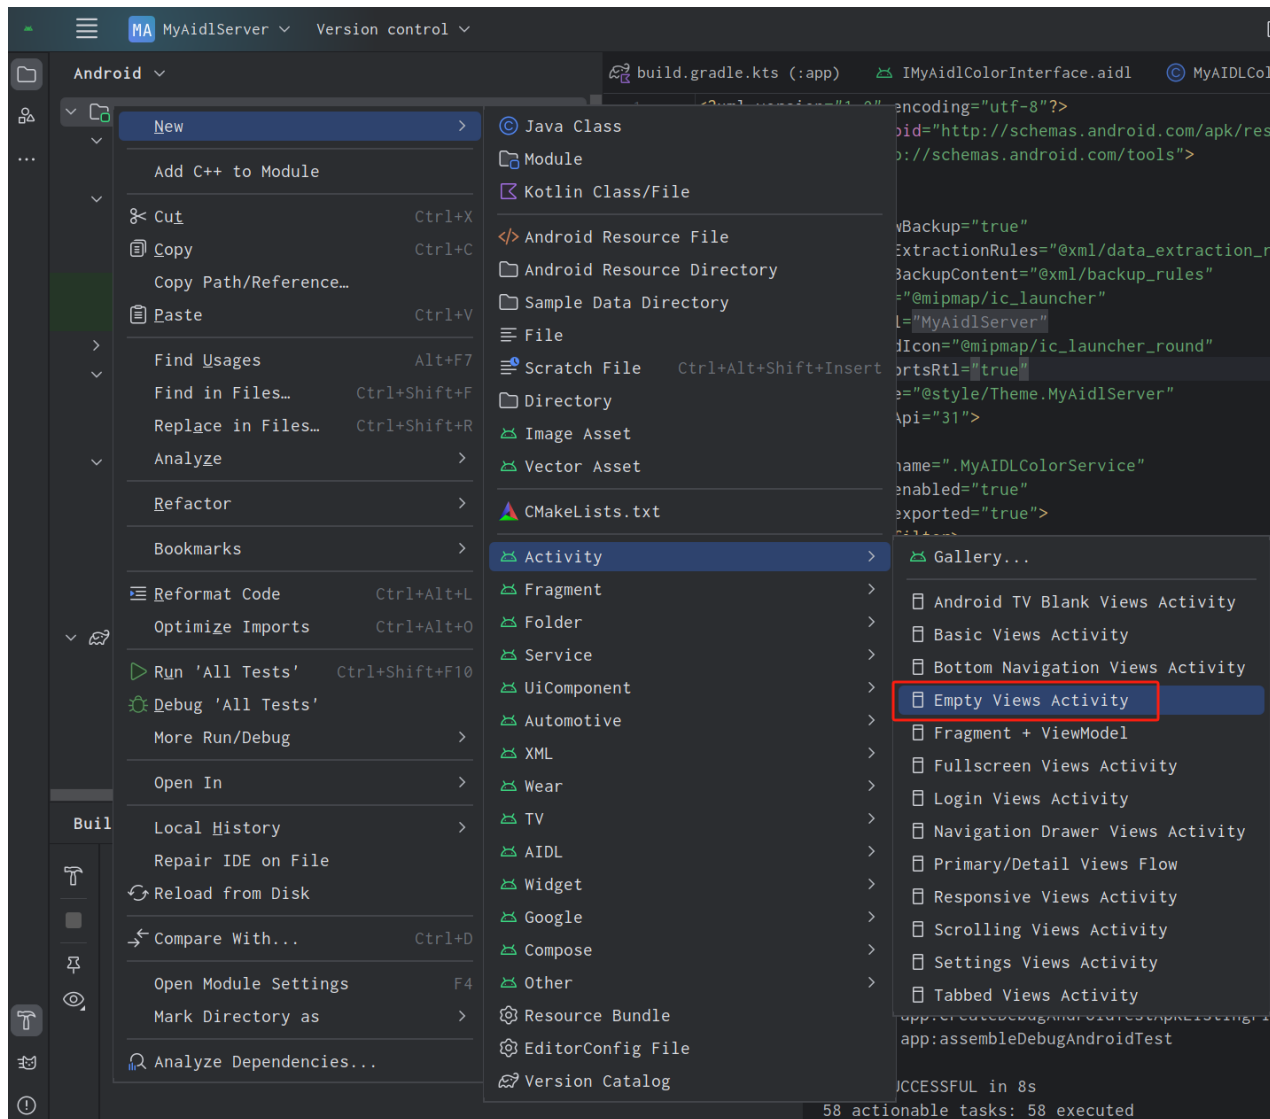 MA MyAidlServer Version control
Android
build.gradle.kts (:app) IMyAidlColorInterface.aidl MyAIDLCol
encoding="utf-8"?>
oid="http://schemas.android.com/apk/res
p://schemas.android.com/tools">
wBackup="true"
ExtractionRules="@xml/data_extraction_r
BackupContent="@xml/backup_rules"
="@mipmap/ic_launcher"
l="MyAidlServer"
dIcon="@mipmap/ic_launcher_round"
ortsRtl="true"
e="@style/Theme.MyAidlServer"
Api="31">
name=".MyAIDLColorService"
enabled="true"
exported="true">
New
Add C++ to Module
Cut Ctrl+X
Copy Ctrl+C
Copy Path/Reference…
Paste Ctrl+V
Find Usages Alt+F7
Find in Files… Ctrl+Shift+F
Replace in Files… Ctrl+Shift+R
Analyze
Refactor
Bookmarks
Reformat Code Ctrl+Alt+L
Optimize Imports Ctrl+Alt+O
Run 'All Tests' Ctrl+Shift+F10
Debug 'All Tests'
More Run/Debug
Open In
Local History
Repair IDE on File
Reload from Disk
Compare With... Ctrl+D
Open Module Settings F4
Mark Directory as
Analyze Dependencies...
Java Class
Module
Kotlin Class/File
Android Resource File
Android Resource Directory
Sample Data Directory
File
Scratch File Ctrl+Alt+Shift+Insert
Directory
Image Asset
Vector Asset
CMakeLists.txt
Activity
Fragment
Folder
Service
UiComponent
Automotive
XML
Wear
TV
AIDL
Widget
Google
Compose
Other
Resource Bundle
EditorConfig File
Version Catalog
Gallery...
Android TV Blank Views Activity
Basic Views Activity
Bottom Navigation Views Activity
Empty Views Activity
Fragment + ViewModel
Fullscreen Views Activity
Login Views Activity
Navigation Drawer Views Activity
Primary/Detail Views Flow
Responsive Views Activity
Scrolling Views Activity
Settings Views Activity
Tabbed Views Activity
Buil
app:assembleDebugAndroidTest
UCCESSFUL in 8s
58 actionable tasks: 58 executed